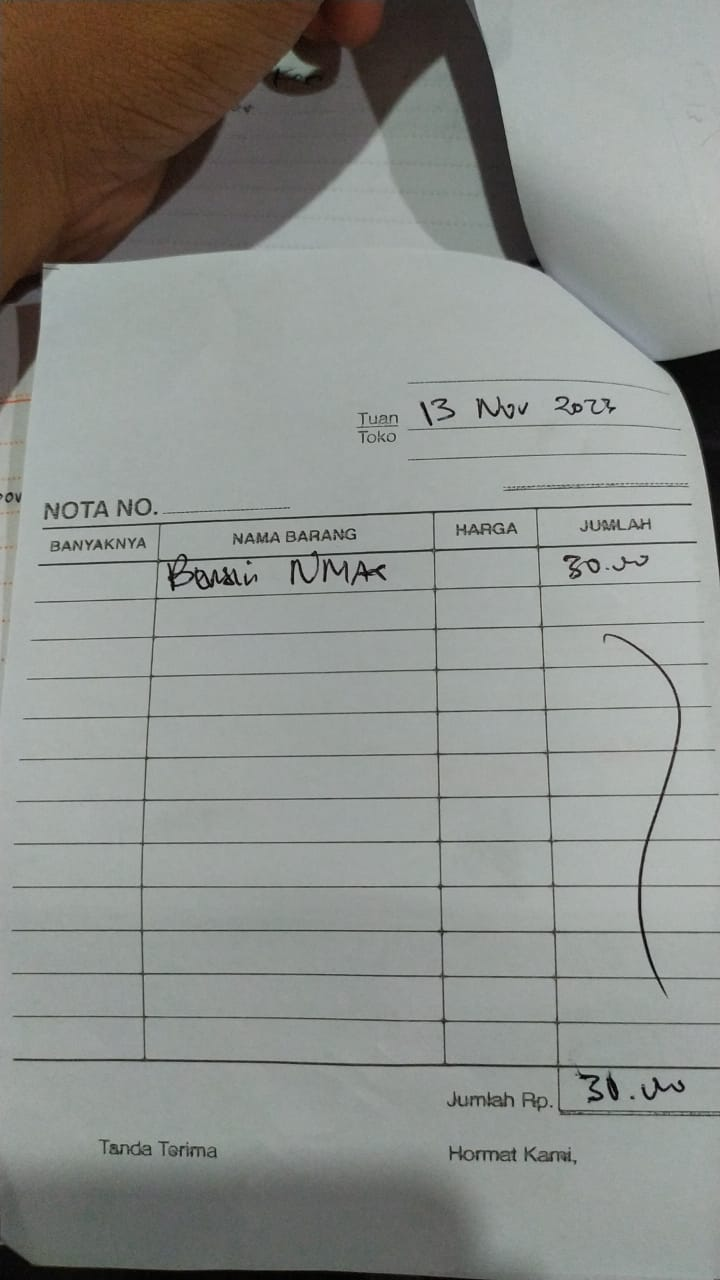 Tuan
Toko
13 Nov 2023
NOTA NO.
BANYAKNYA NAMA BARANG HARGA JUMLAH
Bensin NMAX 30.000
Jumlah Rp. 30.000
Tanda Terima Hormat Kami,